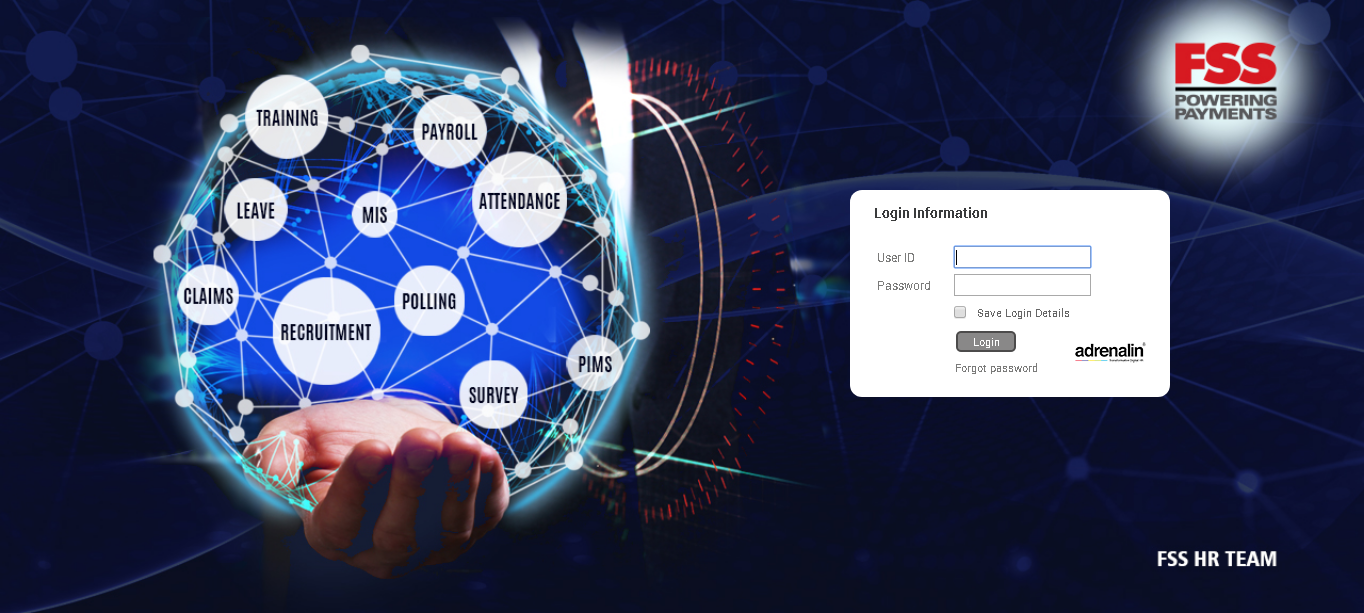 FSS
POWERING
PAYMENTS
TRAINING
PAYROLL
LEAVE
MIS
ATTENDANCE
CLAIMS
RECRUITMENT
POLLING
PIMS
SURVEY
Login Information
User ID
Password
Save Login Details
Login
adrenalin
Forgot password
FSS HR TEAM